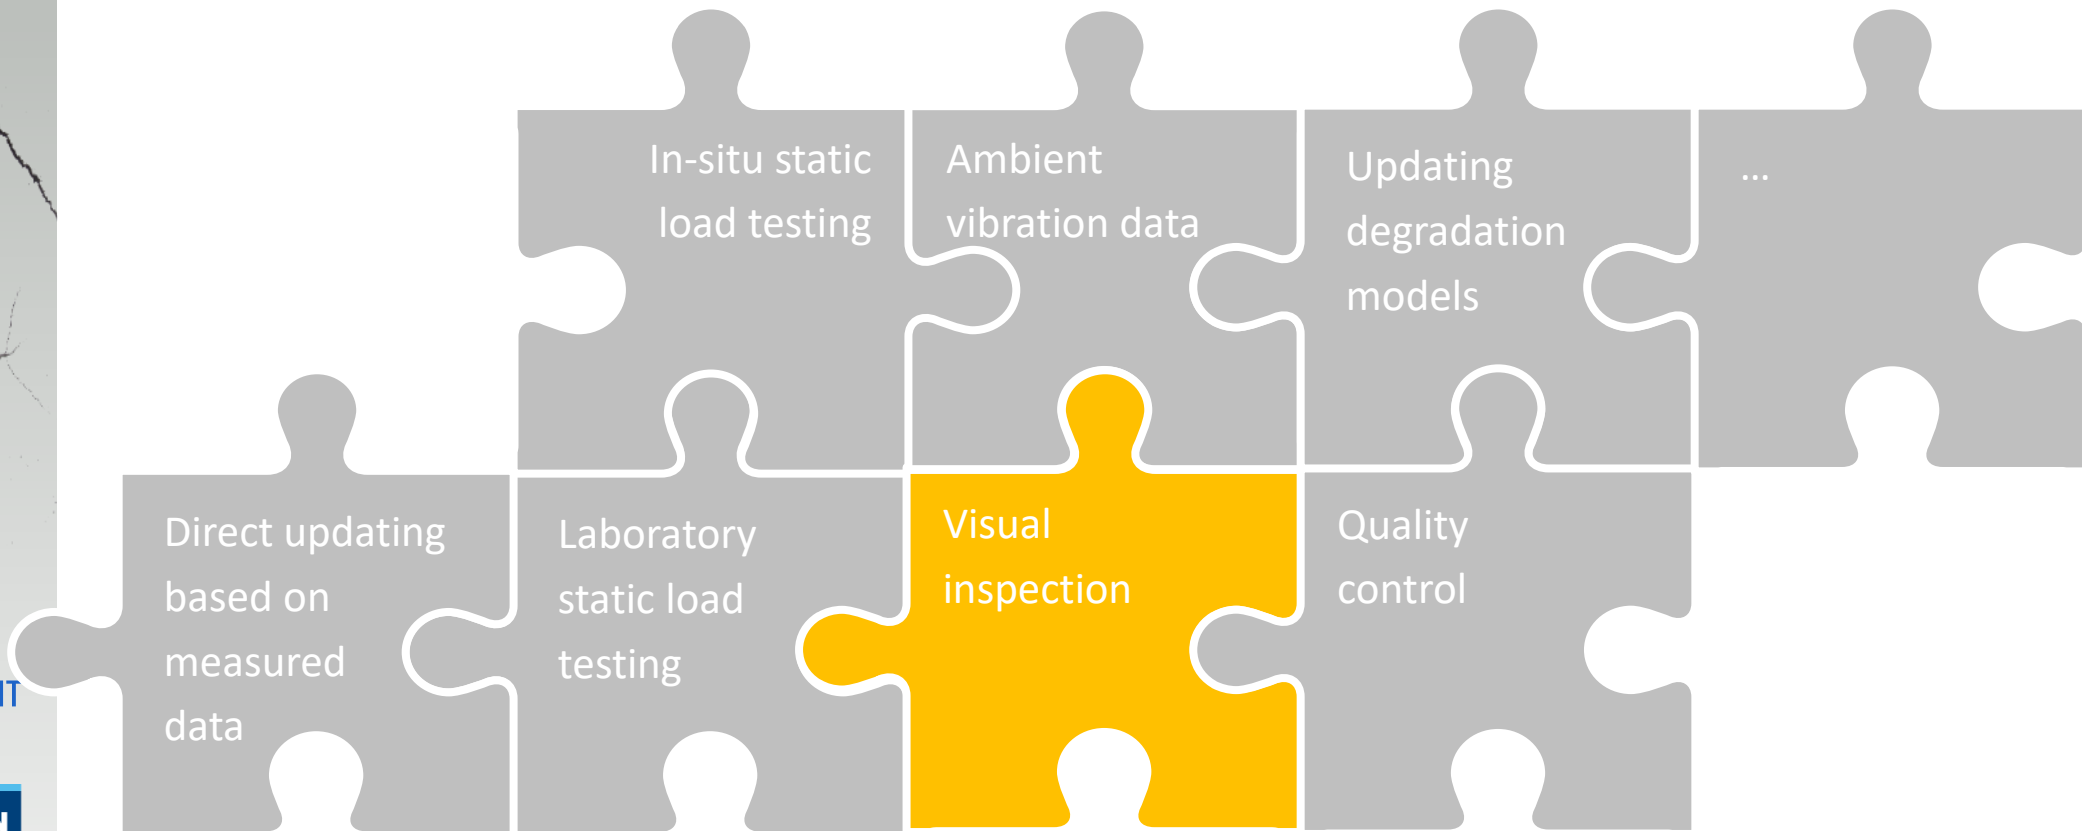 In-situ static
load testing
Ambient
vibration data
Updating
degradation
models
...
Direct updating
based on
measured
data
Laboratory
static load
testing
Visual
inspection
Quality
control
IT